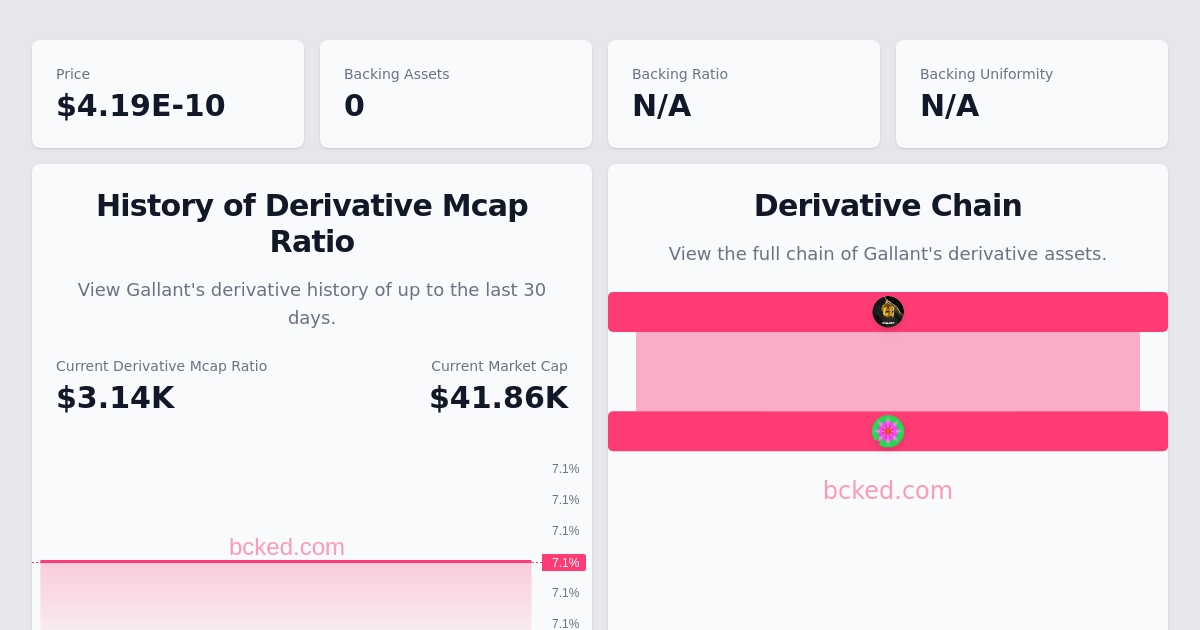 Price
$4.19E-10
Backing Assets
0
Backing Ratio
N/A
Backing Uniformity
N/A
History of Derivative Mcap
Ratio
View Gallant's derivative history of up to the last 30
days.
Current Derivative Mcap Ratio
$3.14K
Current Market Cap
$41.86K
7.1%
7.1%
7.1%
bcked.com
7.1%
7.1%
7.1%
Derivative Chain
View the full chain of Gallant's derivative assets.
bcked.com